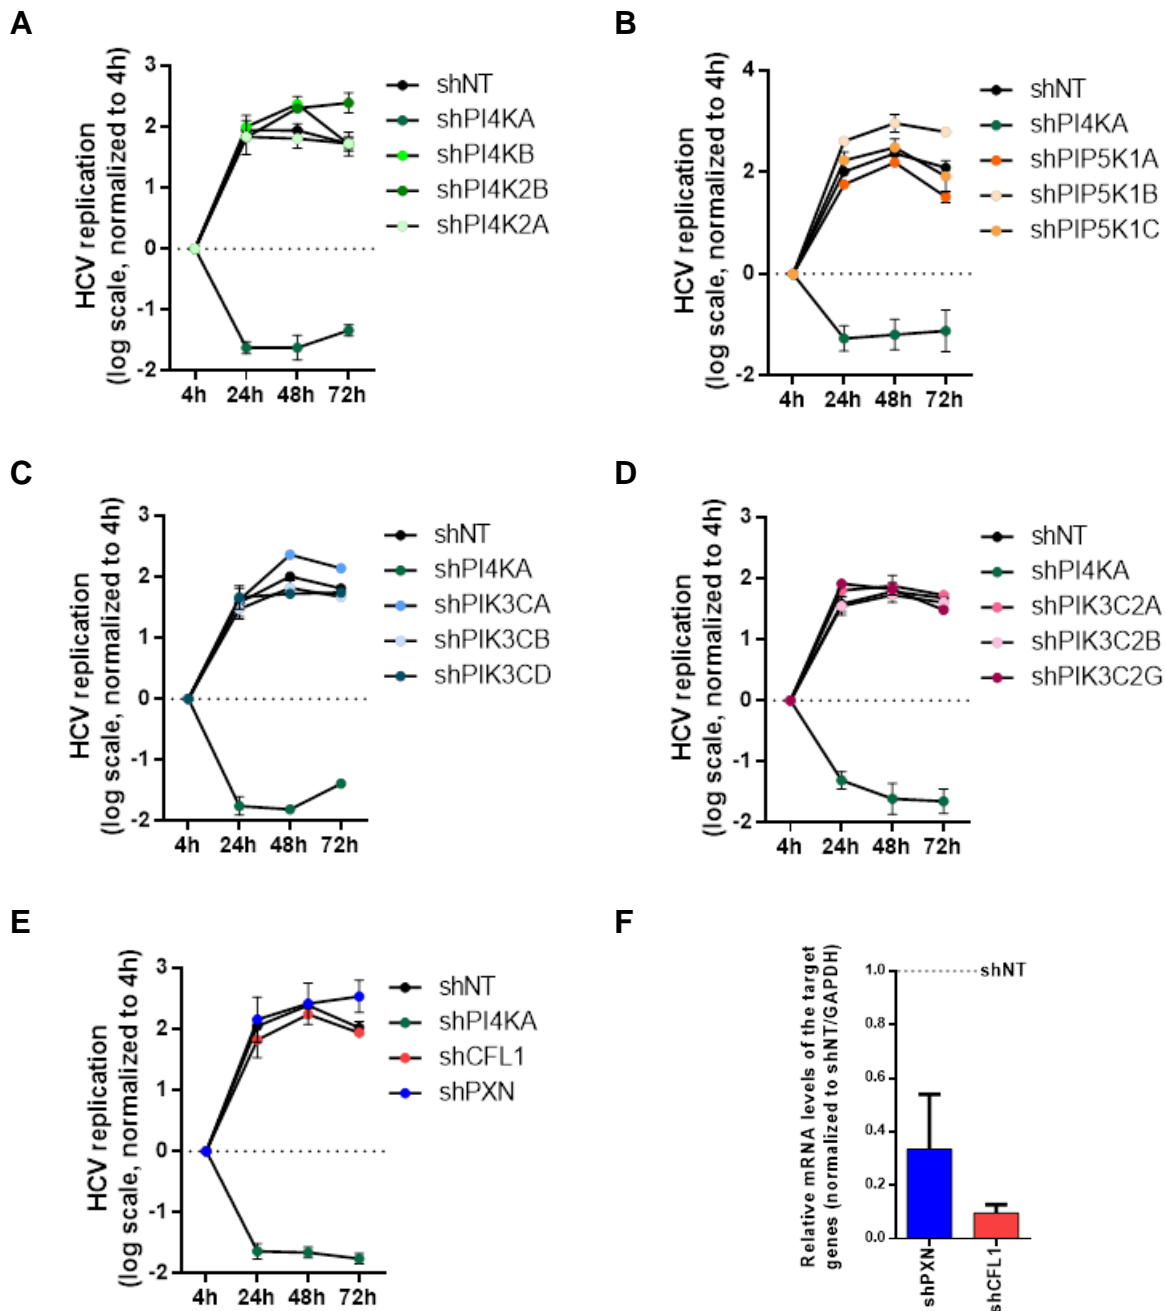 A
HCV replication
(log scale, normalized to 4h)
3
2
1
0
-1
-2
4h 24h 48h 72h
shNT
shPI4KA
shPI4KB
shPI4K2B
shPI4K2A
B
HCV replication
(log scale, normalized to 4h)
4
2
0
-2
4h 24h 48h 72h
shNT
shPI4KA
shPIP5K1A
shPIP5K1B
shPIP5K1C
C
HCV replication
(log scale, normalized to 4h)
3
2
1
0
-1
-2
4h 24h 48h 72h
shNT
shPI4KA
shPIK3CA
shPIK3CB
shPIK3CD
D
HCV replication
(log scale, normalized to 4h)
3
2
1
0
-1
-2
4h 24h 48h 72h
shNT
shPI4KA
shPIK3C2A
shPIK3C2B
shPIK3C2G
E
HCV replication
(log scale, normalized to 4h)
3
2
1
0
-1
-2
4h 24h 48h 72h
shNT
shPI4KA
shCFL1
shPXN
F
Relative mRNA levels of the target
genes (normalized to shNT/GAPDH)
1.0
0.8
0.6
0.4
0.2
0.0
shNT
shPXN
shCFL1